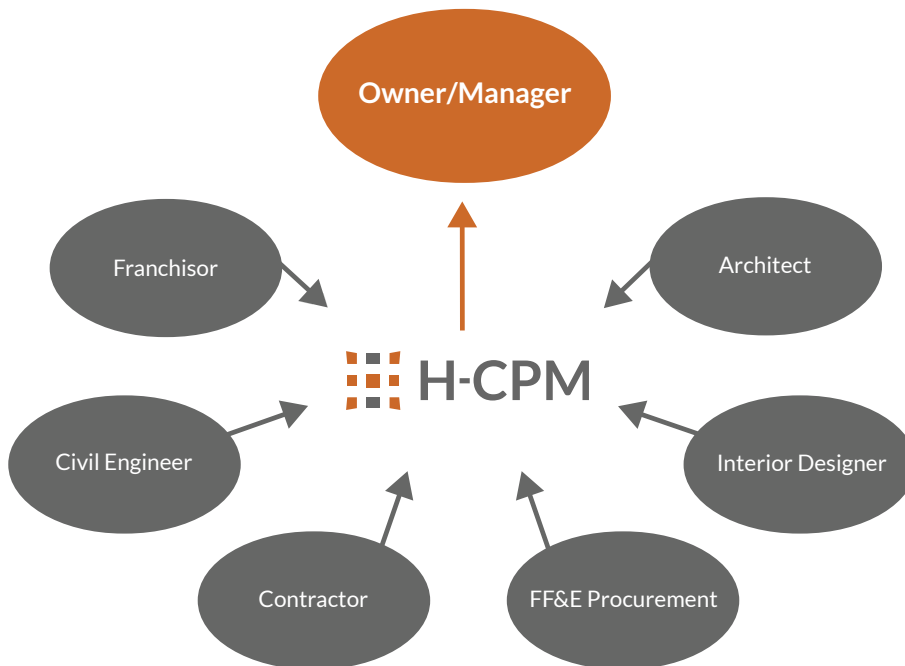 Owner/Manager
Franchisor
Architect
H-CPM
Civil Engineer
Interior Designer
Contractor
FF&E Procurement